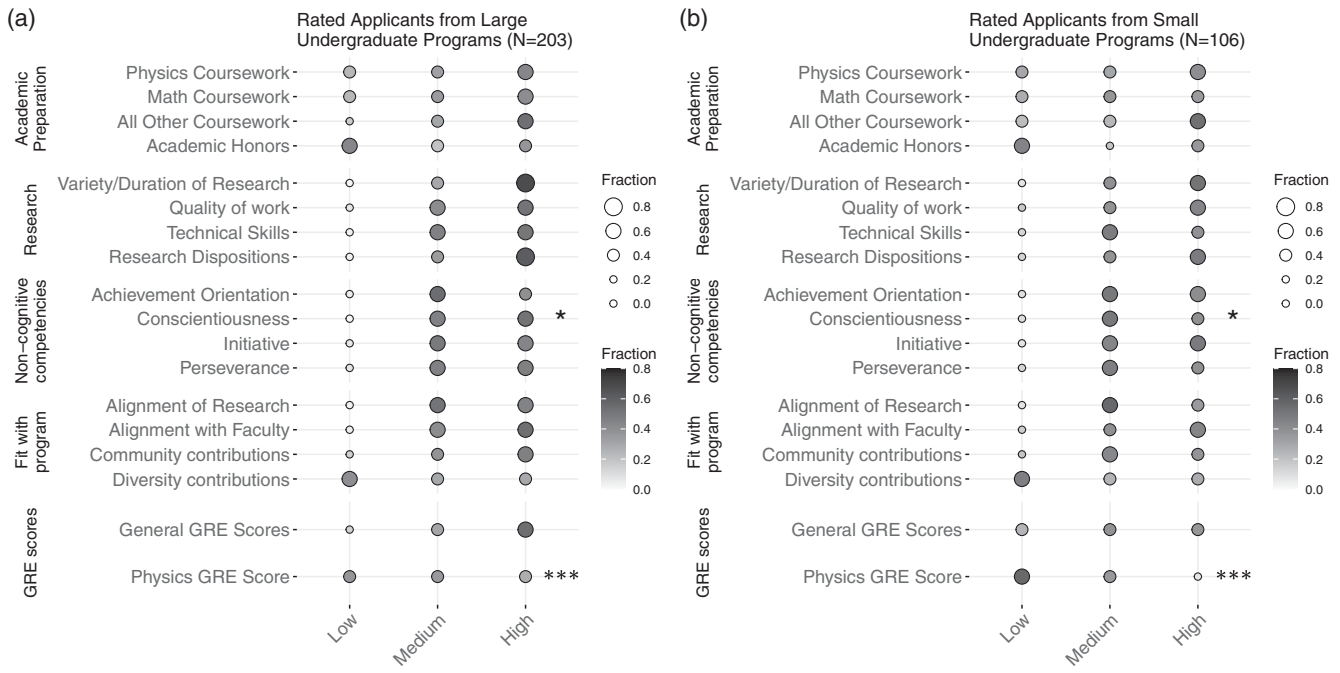 (a)
Rated Applicants from Large
Undergraduate Programs (N=203)
Academic
Preparation
Physics Coursework
Math Coursework
All Other Coursework
Academic Honors
Research
Variety/Duration of Research
Quality of work
Technical Skills
Research Dispositions
Non−cognitive
competencies
Achievement Orientation
Conscientiousness
*
Initiative
Perseverance
Fit with
program
Alignment of Research
Alignment with Faculty
Community contributions
Diversity contributions
GRE scores
General GRE Scores
Physics GRE Score
***
Low
Medium
High
Fraction
0.8
0.6
0.4
0.2
0.0
Fraction
0.8
0.6
0.4
0.2
0.0
(b)
Rated Applicants from Small
Undergraduate Programs (N=106)
Academic
Preparation
Physics Coursework
Math Coursework
All Other Coursework
Academic Honors
Research
Variety/Duration of Research
Quality of work
Technical Skills
Research Dispositions
Non−cognitive
competencies
Achievement Orientation
Conscientiousness
*
Initiative
Perseverance
Fit with
program
Alignment of Research
Alignment with Faculty
Community contributions
Diversity contributions
GRE scores
General GRE Scores
Physics GRE Score
***
Low
Medium
High
Fraction
0.8
0.6
0.4
0.2
0.0
Fraction
0.8
0.6
0.4
0.2
0.0